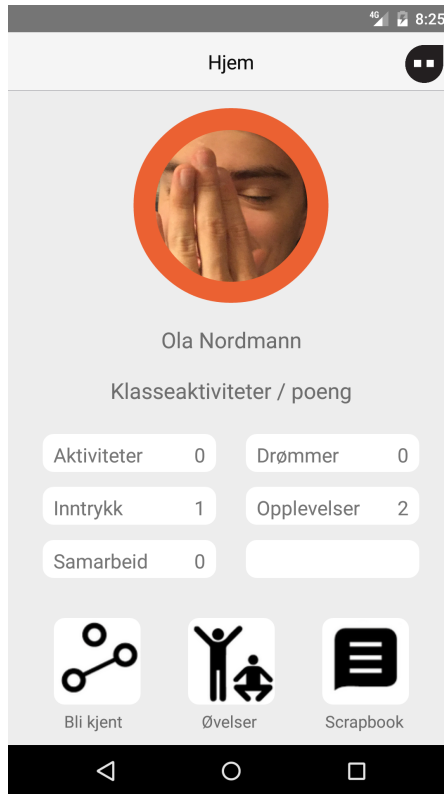 4G 8:25
Hjem
Ola Nordmann
Klasseaktiviteter / poeng
Aktiviteter 0 Drømmer 0
Inntrykk 1 Opplevelser 2
Samarbeid 0
Bli kjent Øvelser Scrapbook